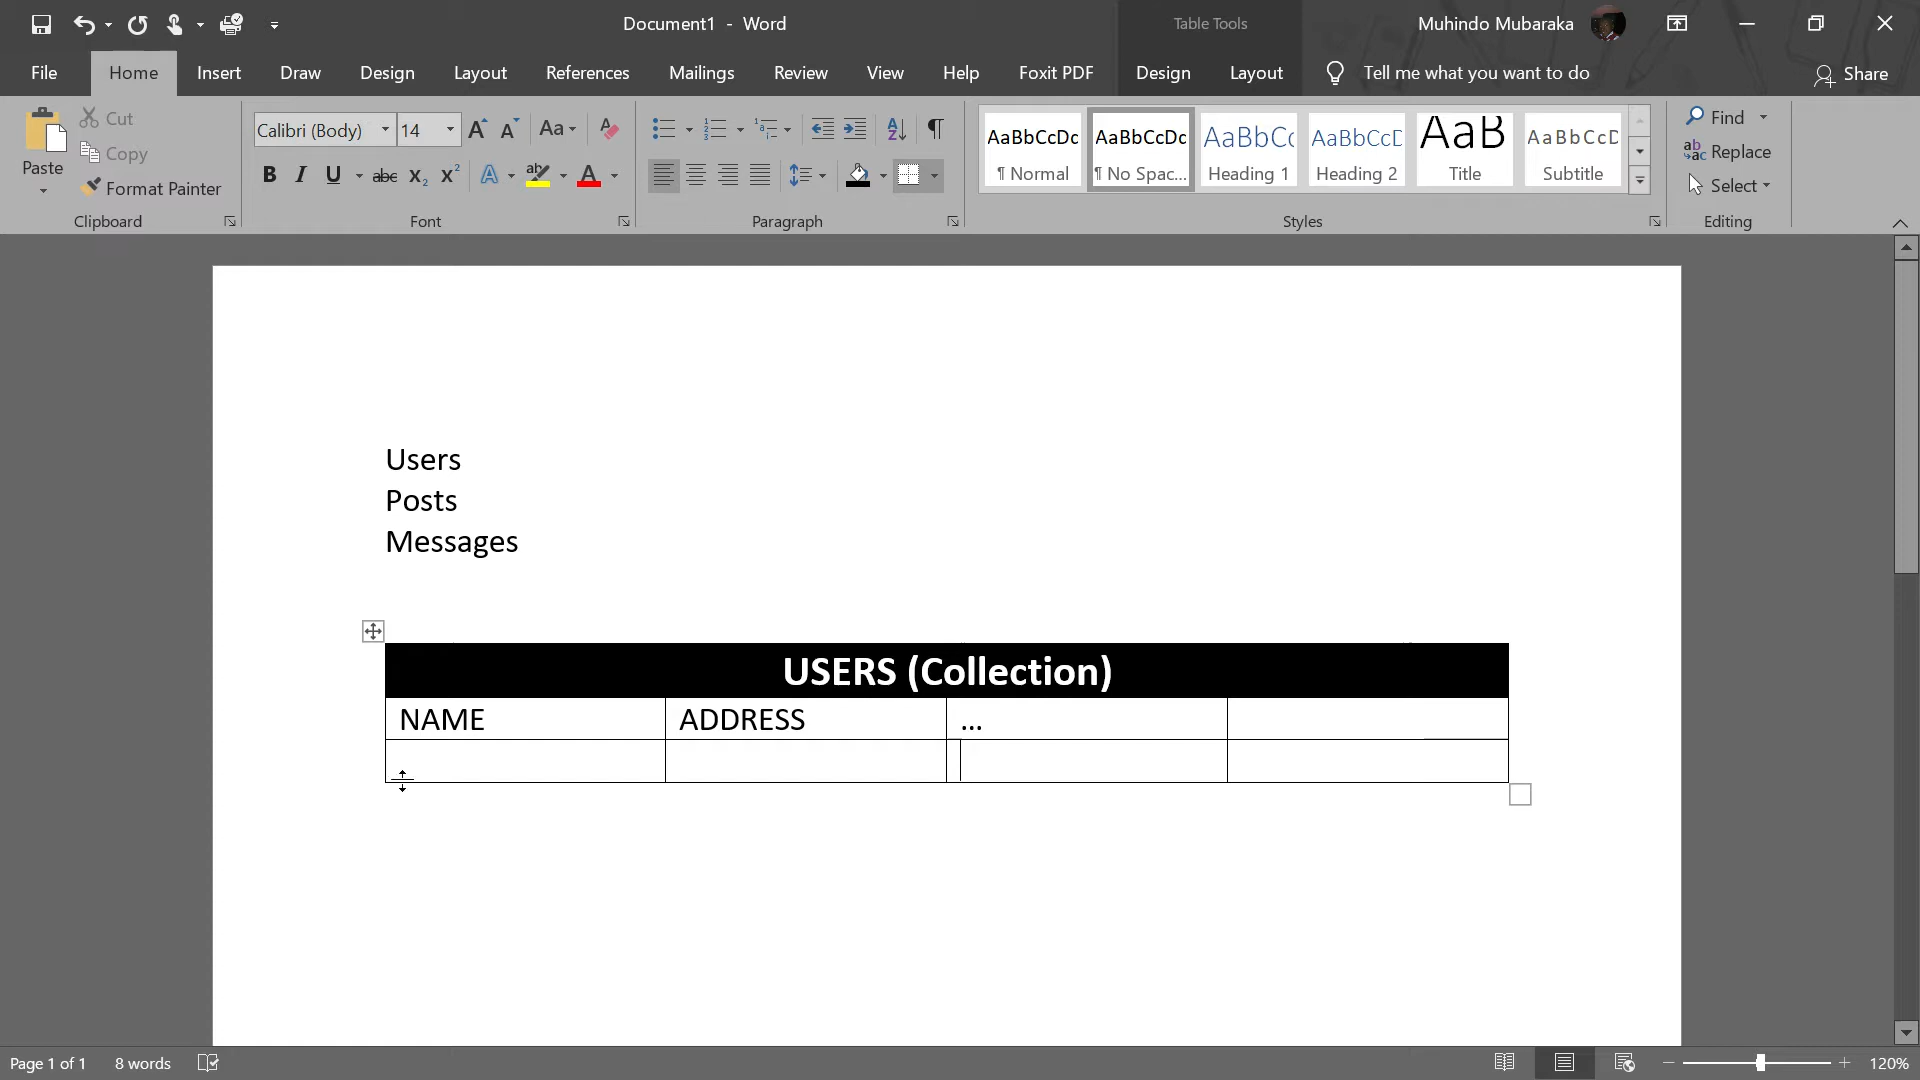 Document1 - Word
Table Tools
Muhindo Mubaraka
File
Home
Insert
Draw
Design
Layout
References
Mailings
Review
View
Help
Foxit PDF
Design
Layout
Tell me what you want to do
Share
Paste
Cut
Copy
Format Painter
Clipboard
Calibri (Body)
14
Font
Paragraph
AaBbCcDc
¶ Normal
AaBbCcDc
¶ No Spac...
AaBbCc
Heading 1
AaBbCcD
Heading 2
AaB
Title
AaBbCcD
Subtitle
Styles
Find
Replace
Select
Editing
Users
Posts
Messages
USERS (Collection)
NAME
ADDRESS
...
Page 1 of 1
8 words
120%